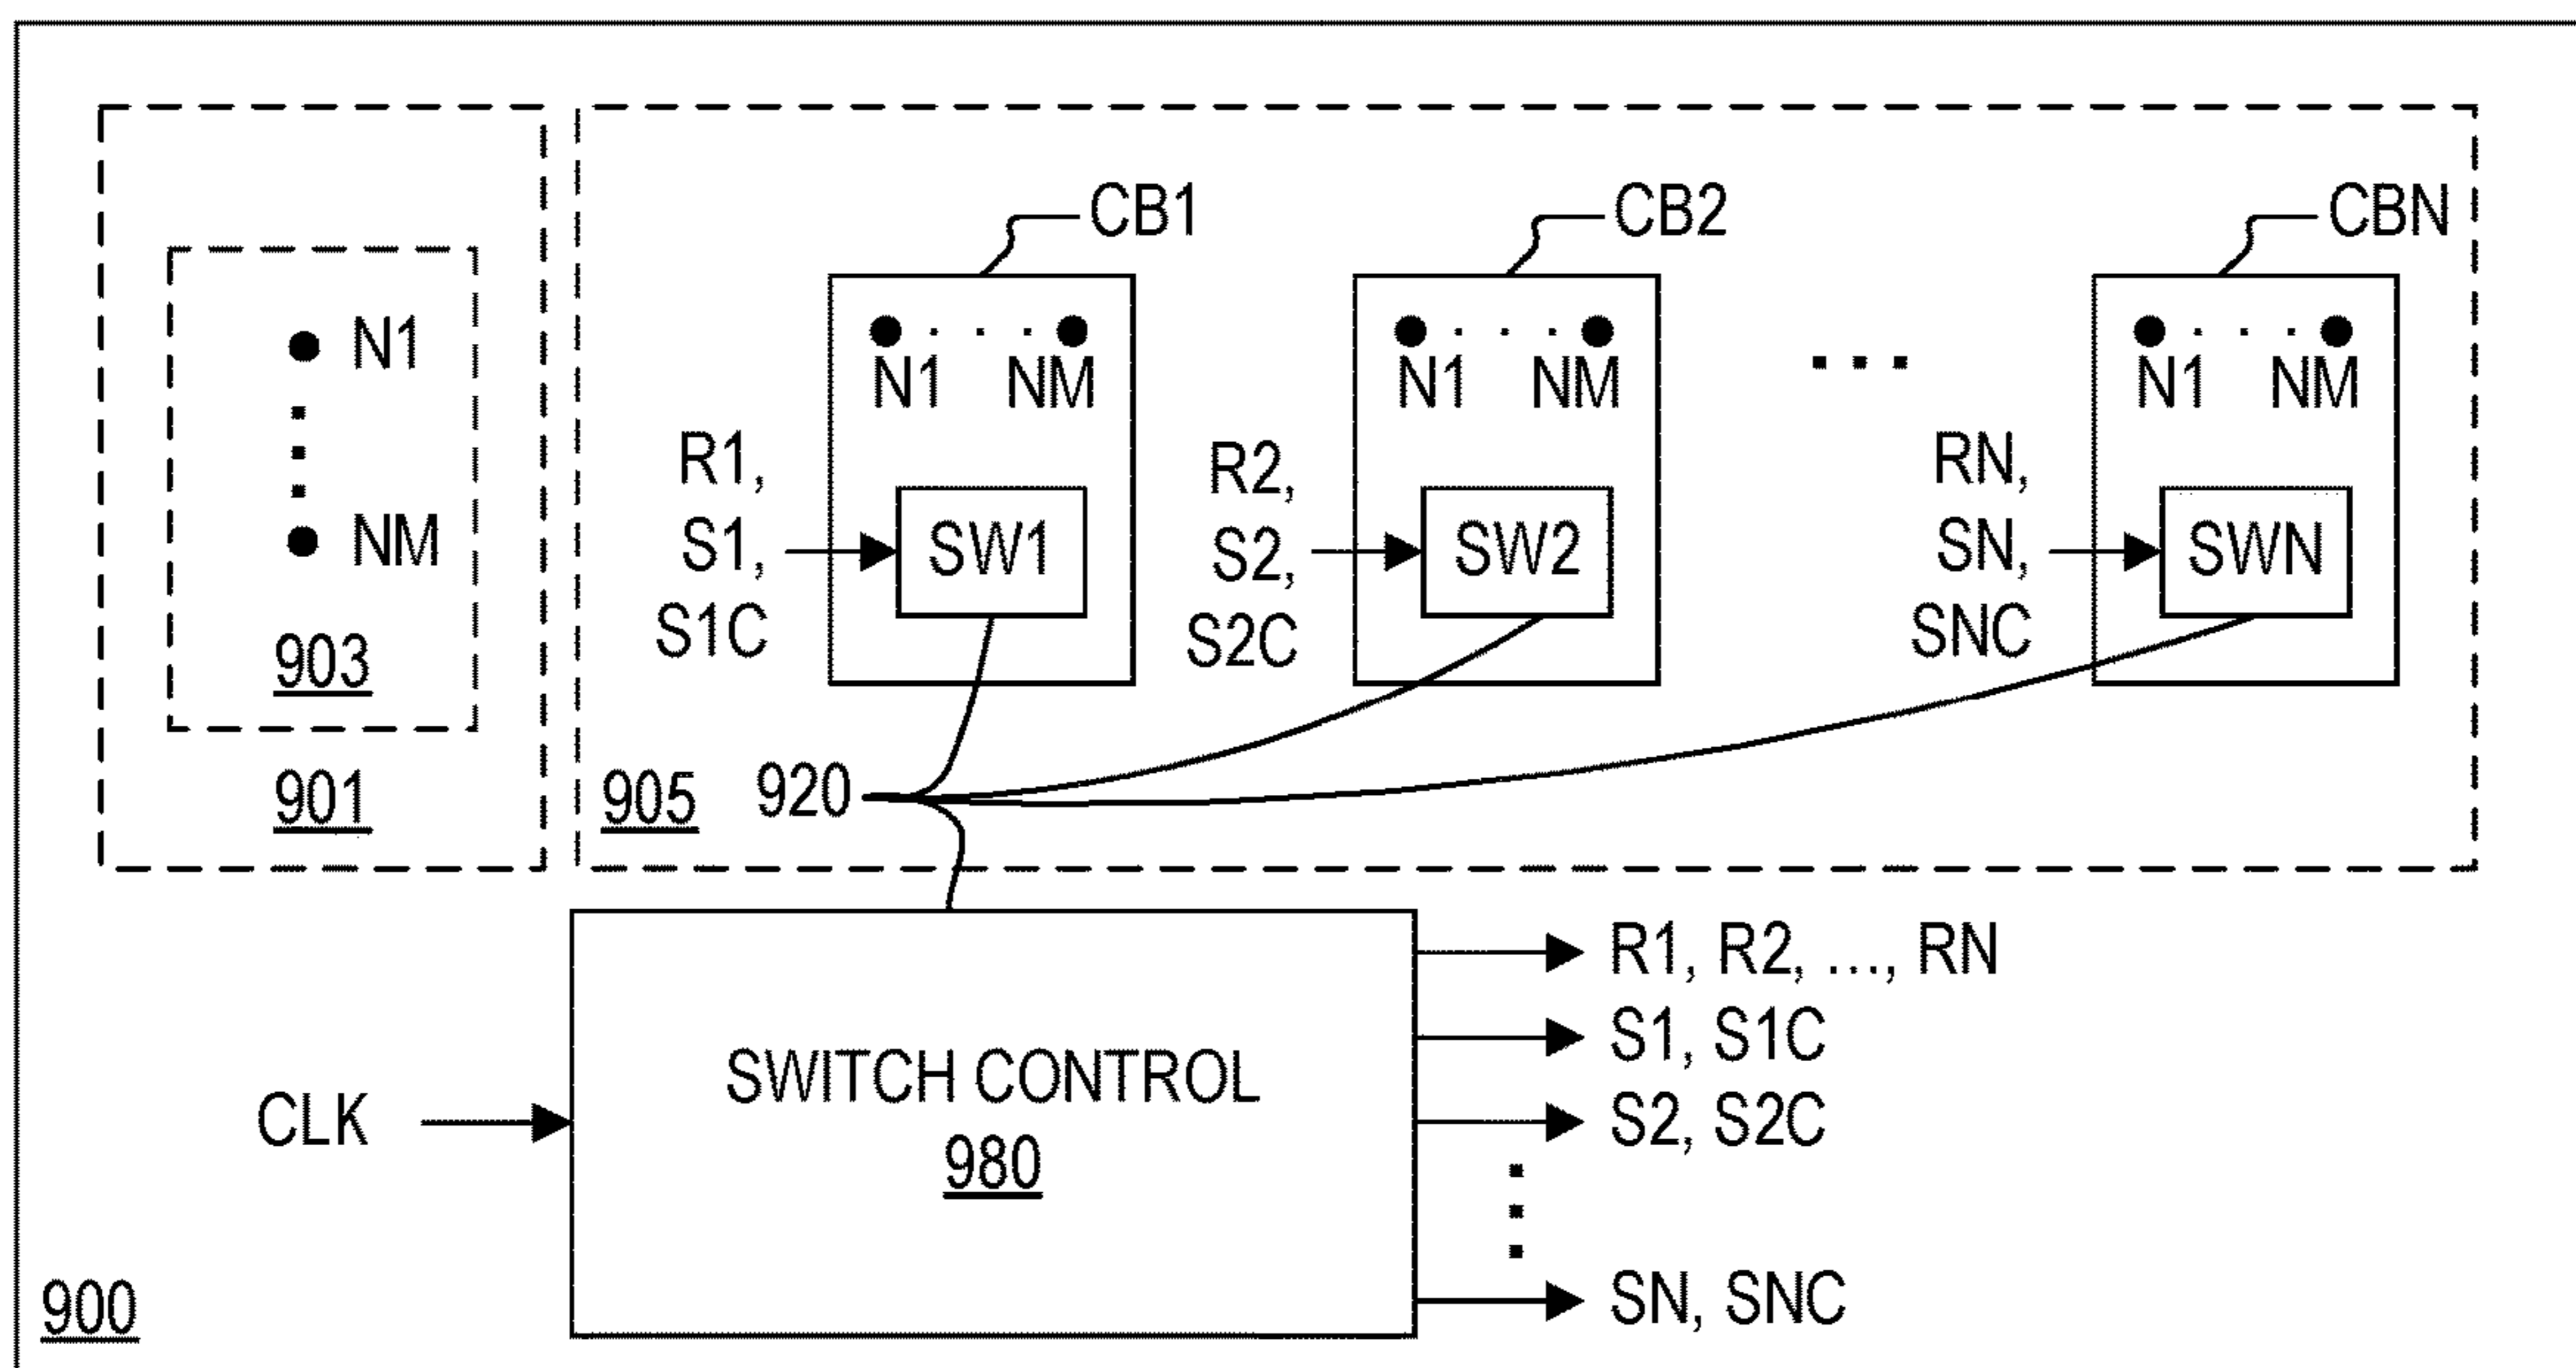 CB1
CB2
CBN
N1
NM
903
901
N1 NM
R1,
S1,
S1C
SW1
N1 NM
R2,
S2,
S2C
SW2
...
N1 NM
RN,
SN,
SNC
SWN
905
920
CLK
SWITCH CONTROL
980
R1, R2, ..., RN
S1, S1C
S2, S2C
SN, SNC
900